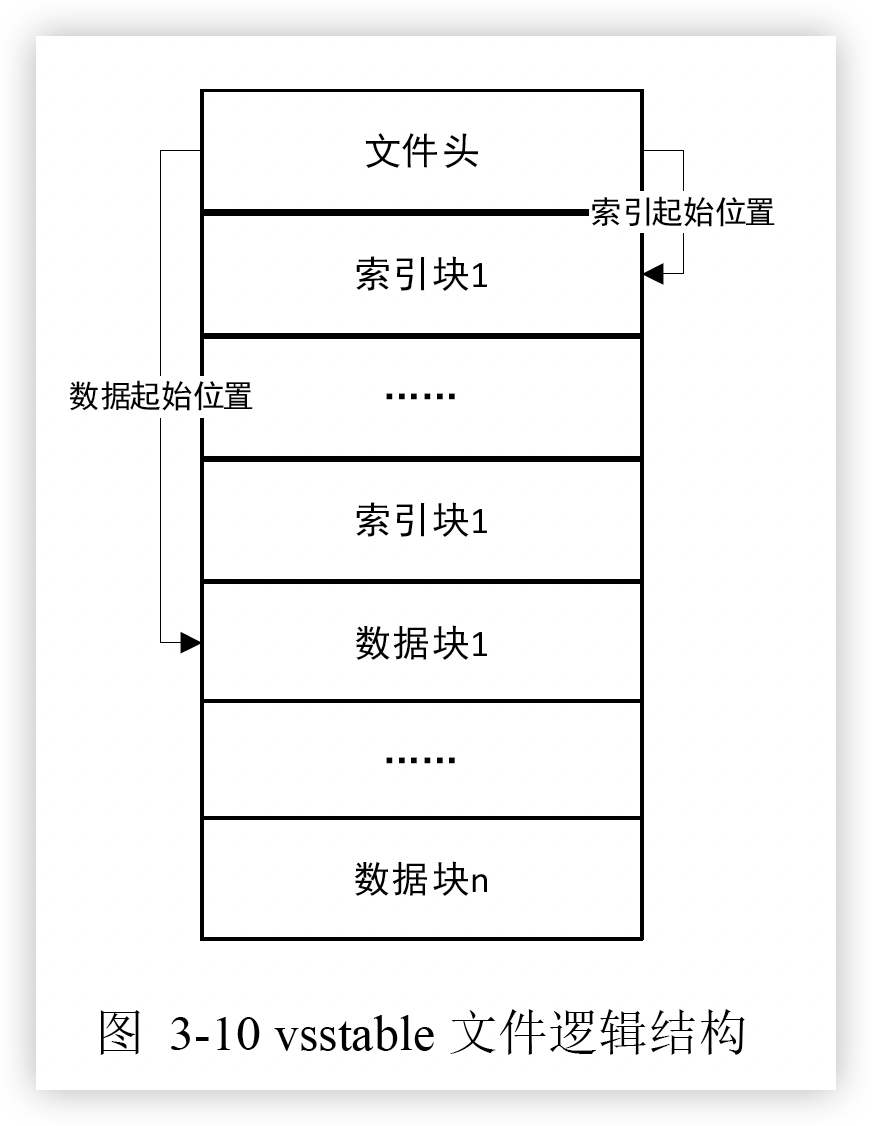 文件头
索引起始位置
索引块1
······
数据起始位置
索引块1
数据块1
······
数据块n
图 3-10 vsstable 文件逻辑结构